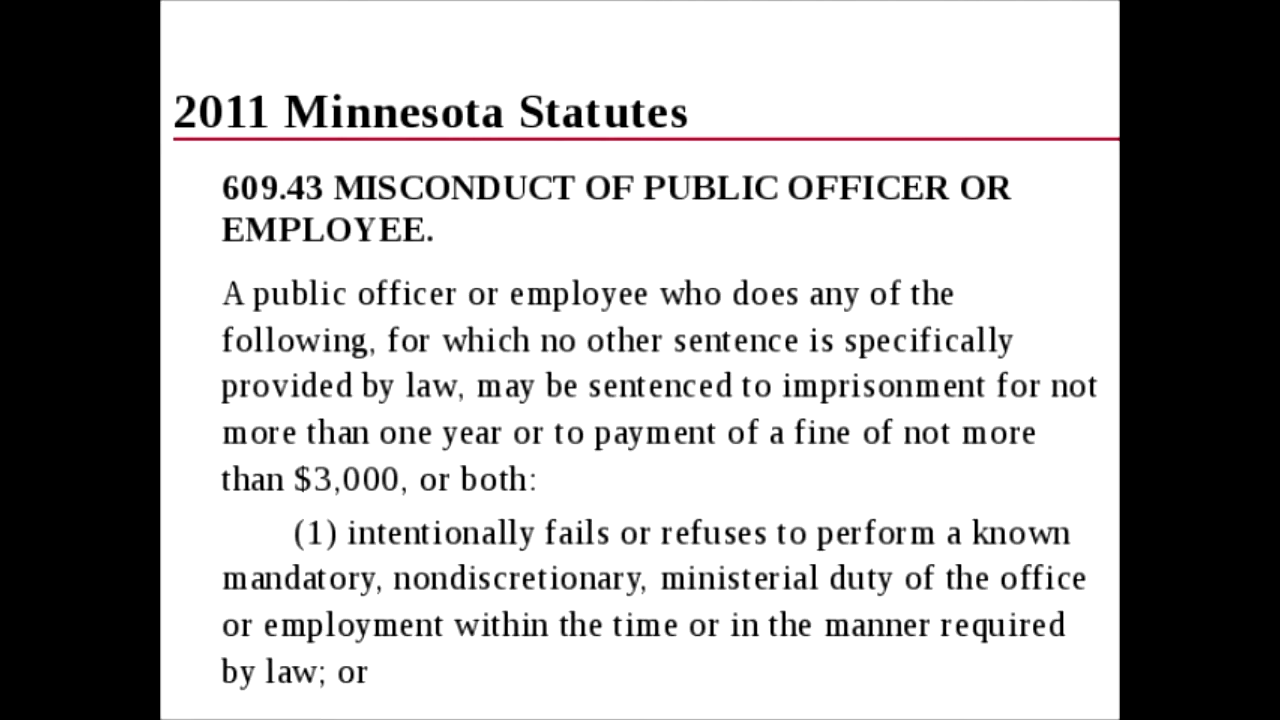 2011 Minnesota Statutes
609.43 MISCONDUCT OF PUBLIC OFFICER OR
EMPLOYEE.
A public officer or employee who does any of the
following, for which no other sentence is specifically
provided by law, may be sentenced to imprisonment for not
more than one year or to payment of a fine of not more
than $3,000, or both:
(1) intentionally fails or refuses to perform a known
mandatory, nondiscretionary, ministerial duty of the office
or employment within the time or in the manner required
by law; or